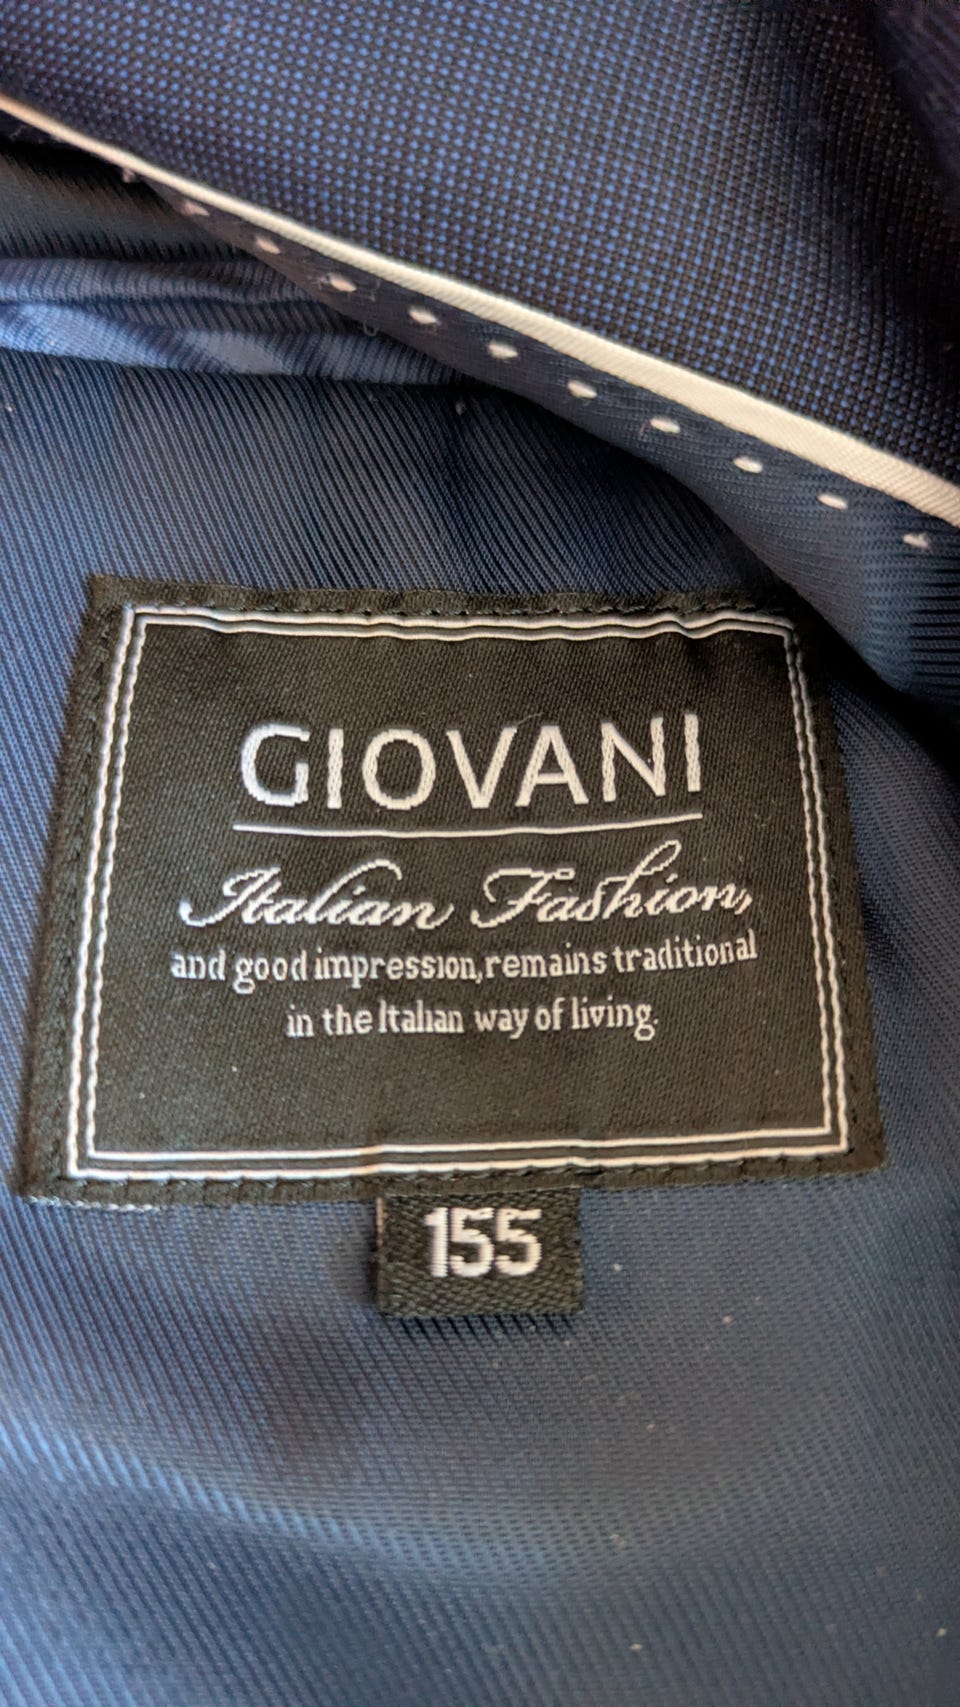 GIOVANI
Italian Fashion,
and good impression, remains traditional
in the Italian way of living.
155